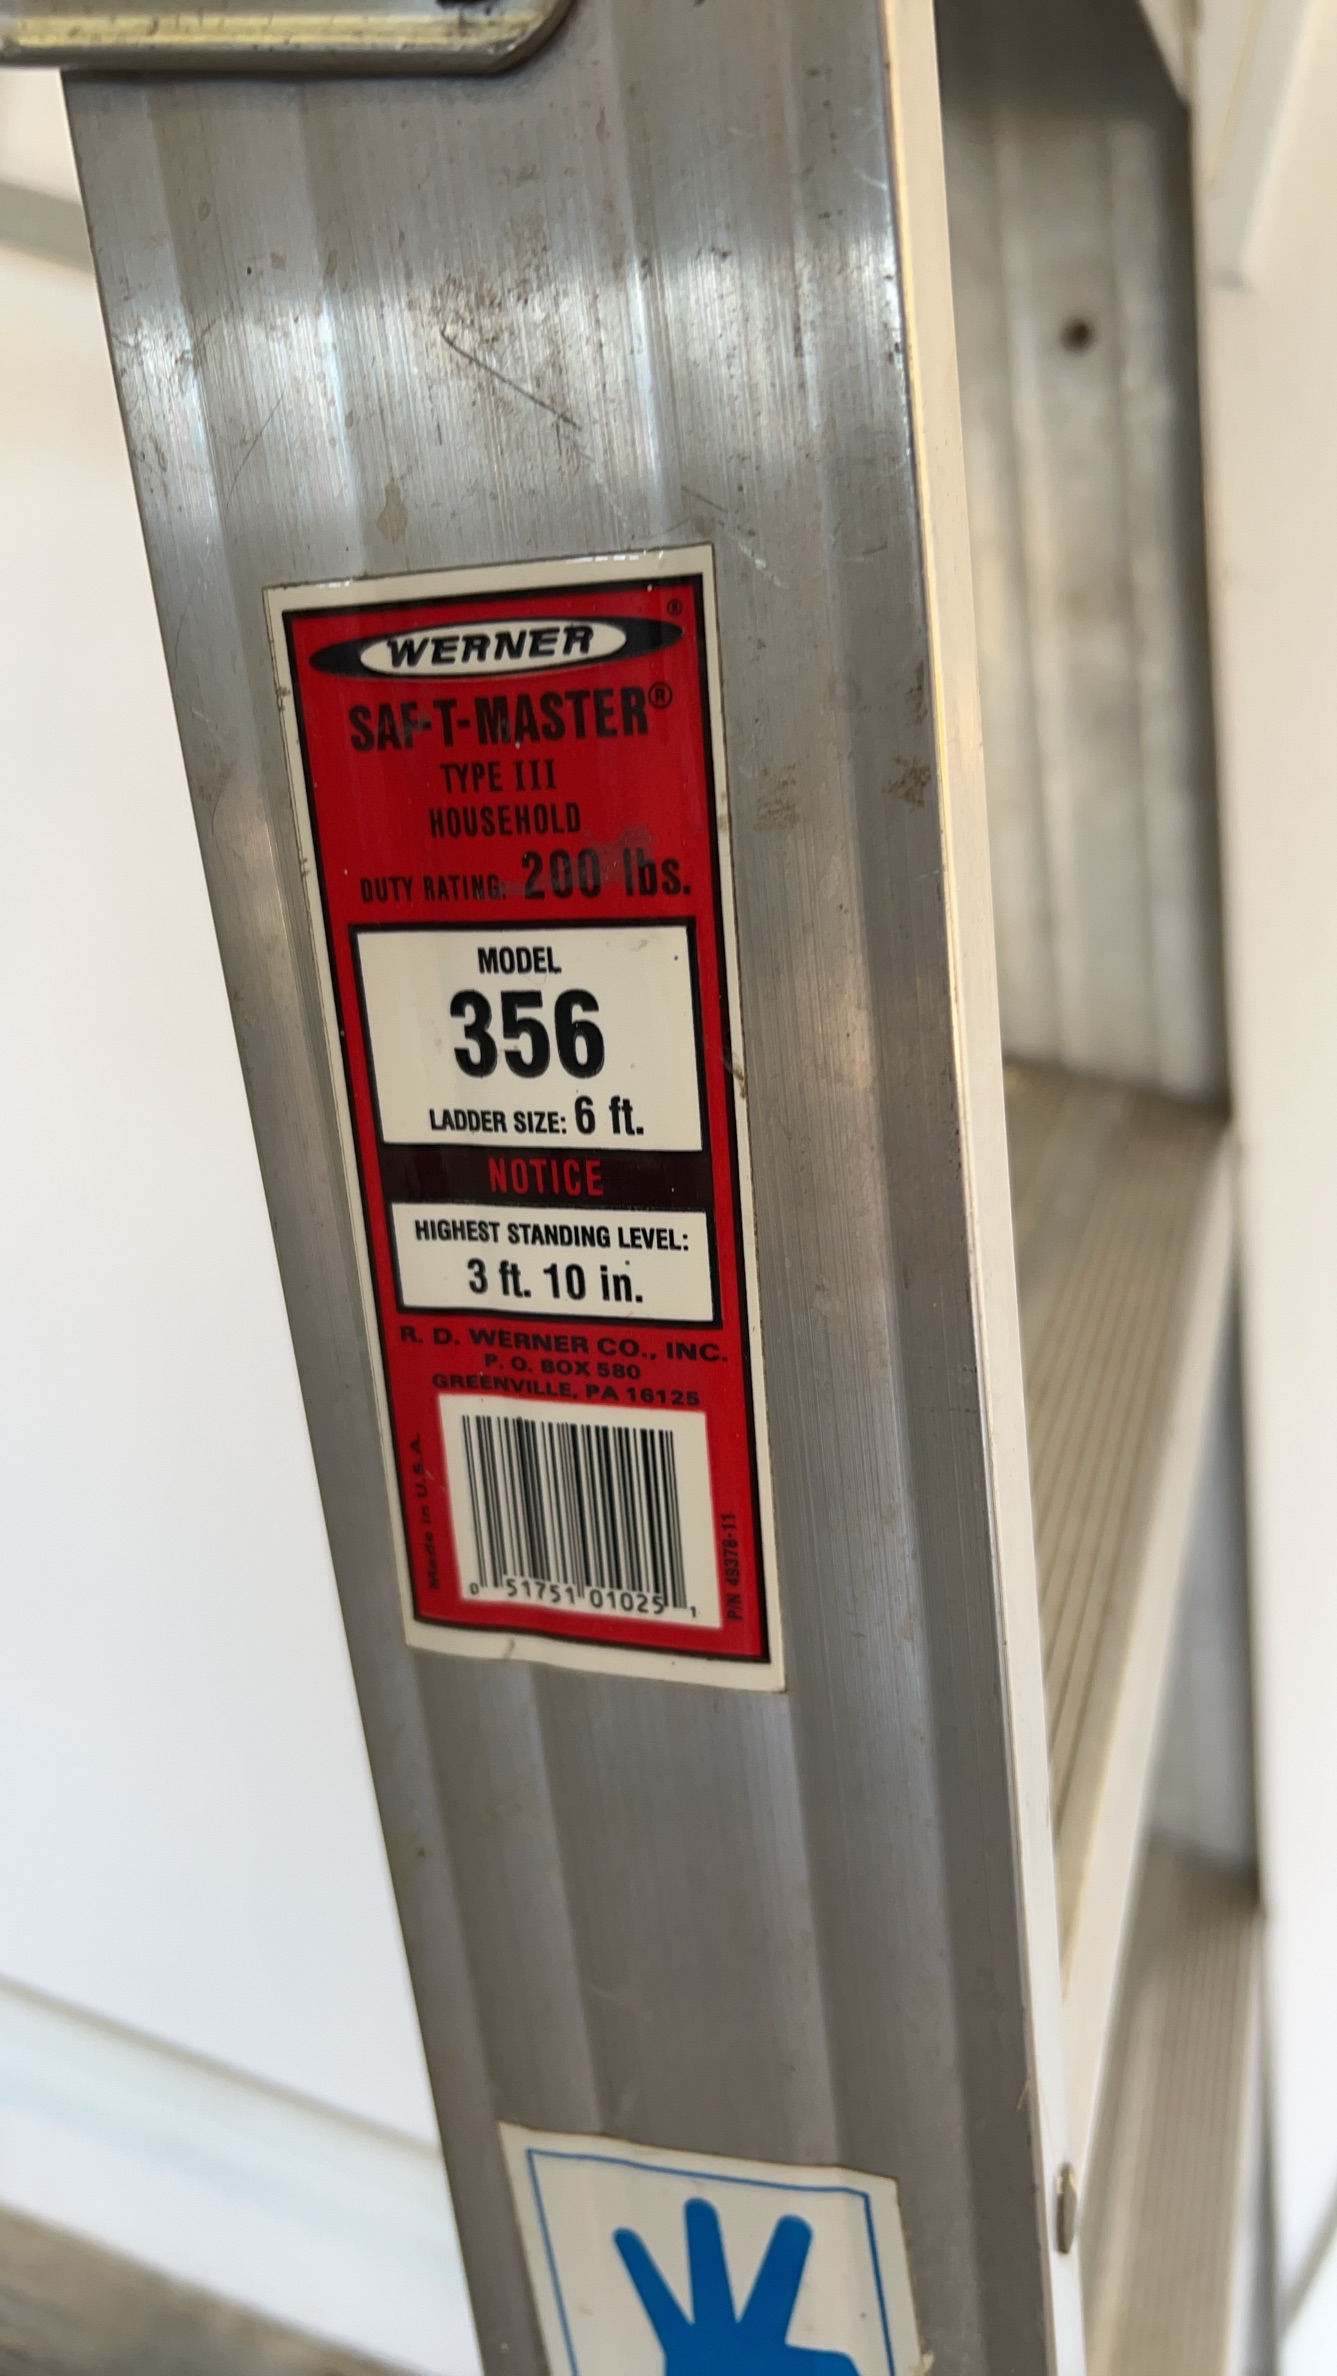 WERNER ®
SAF-T-MASTER®
TYPE III
HOUSEHOLD
DUTY RATING: 200 lbs.
MODEL
356
LADDER SIZE: 6 ft.
NOTICE
HIGHEST STANDING LEVEL:
3 ft. 10 in.
R. D. WERNER CO., INC.
P. O. BOX 580
GREENVILLE, PA 16125
Made in U.S.A.
0 51751 01025 1
P/N 49378-11